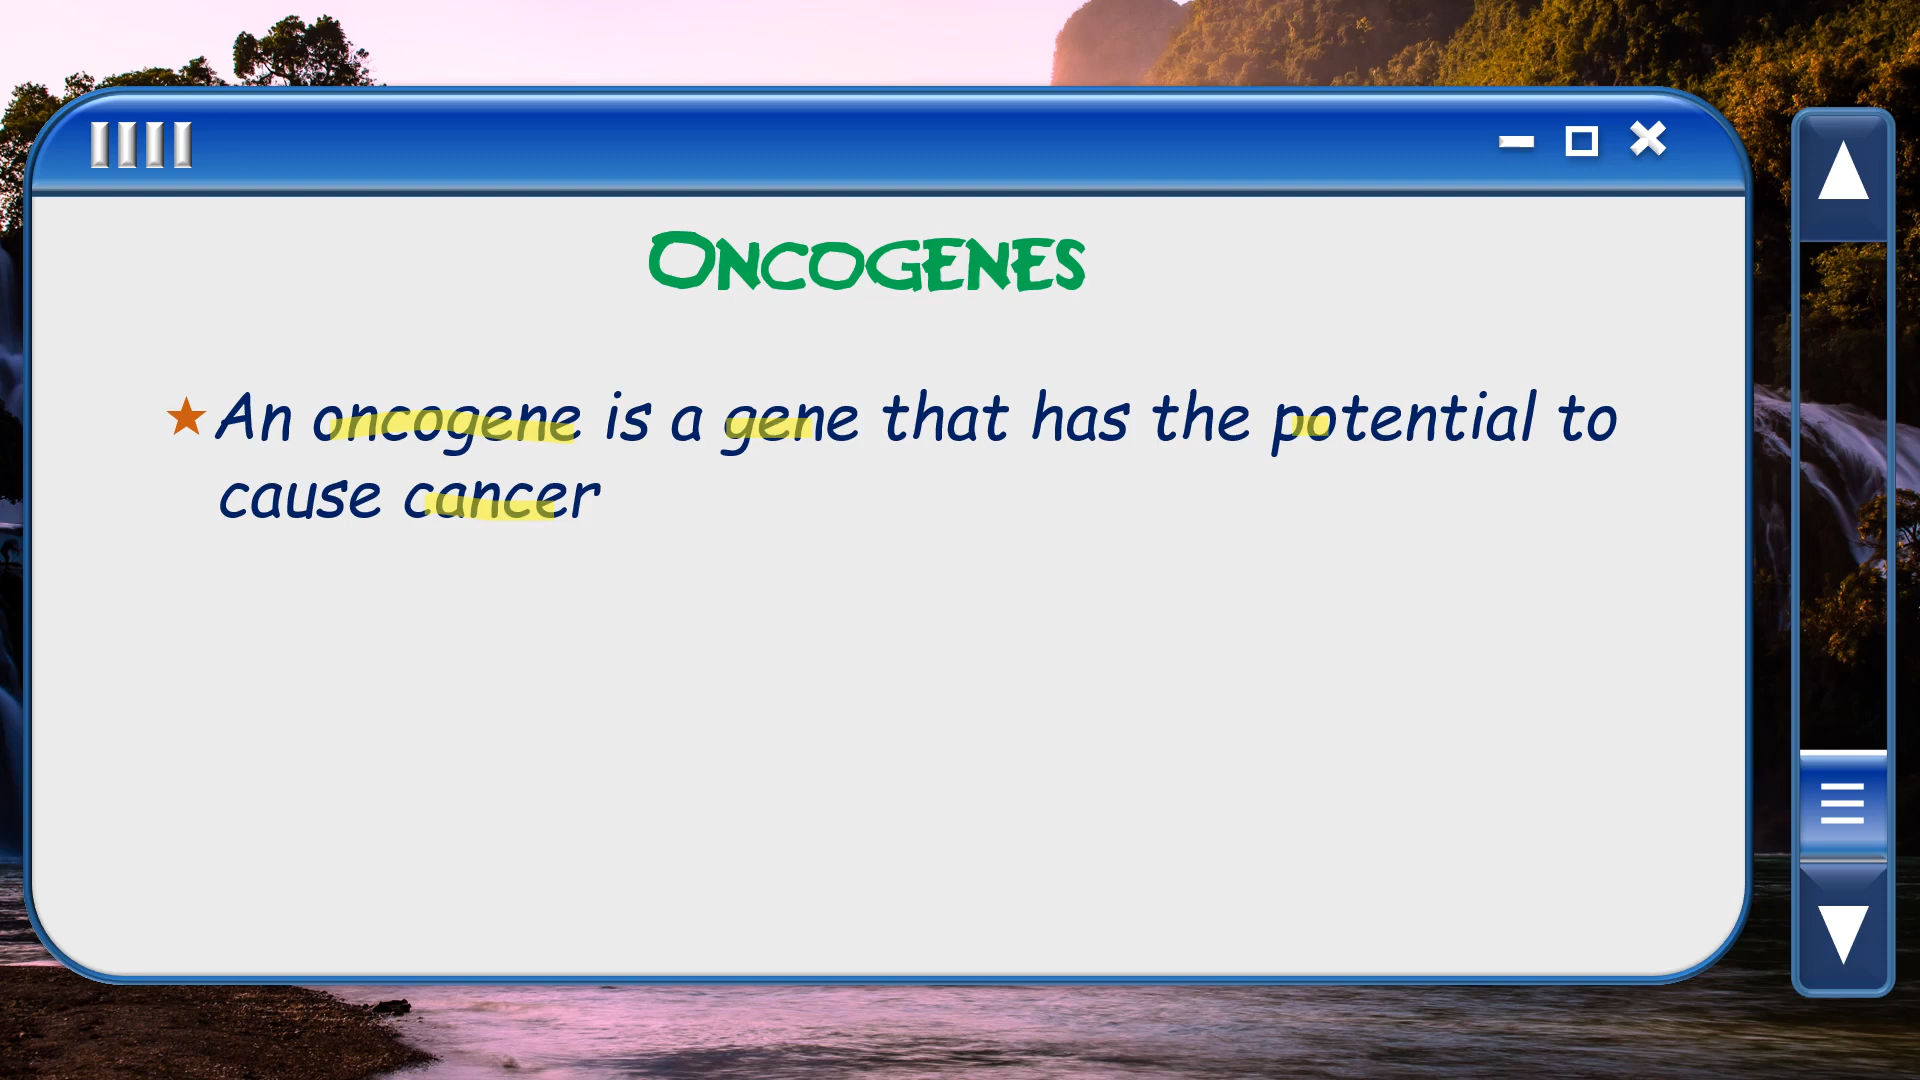 Oncogenes
An oncogene is a gene that has the potential to
cause cancer